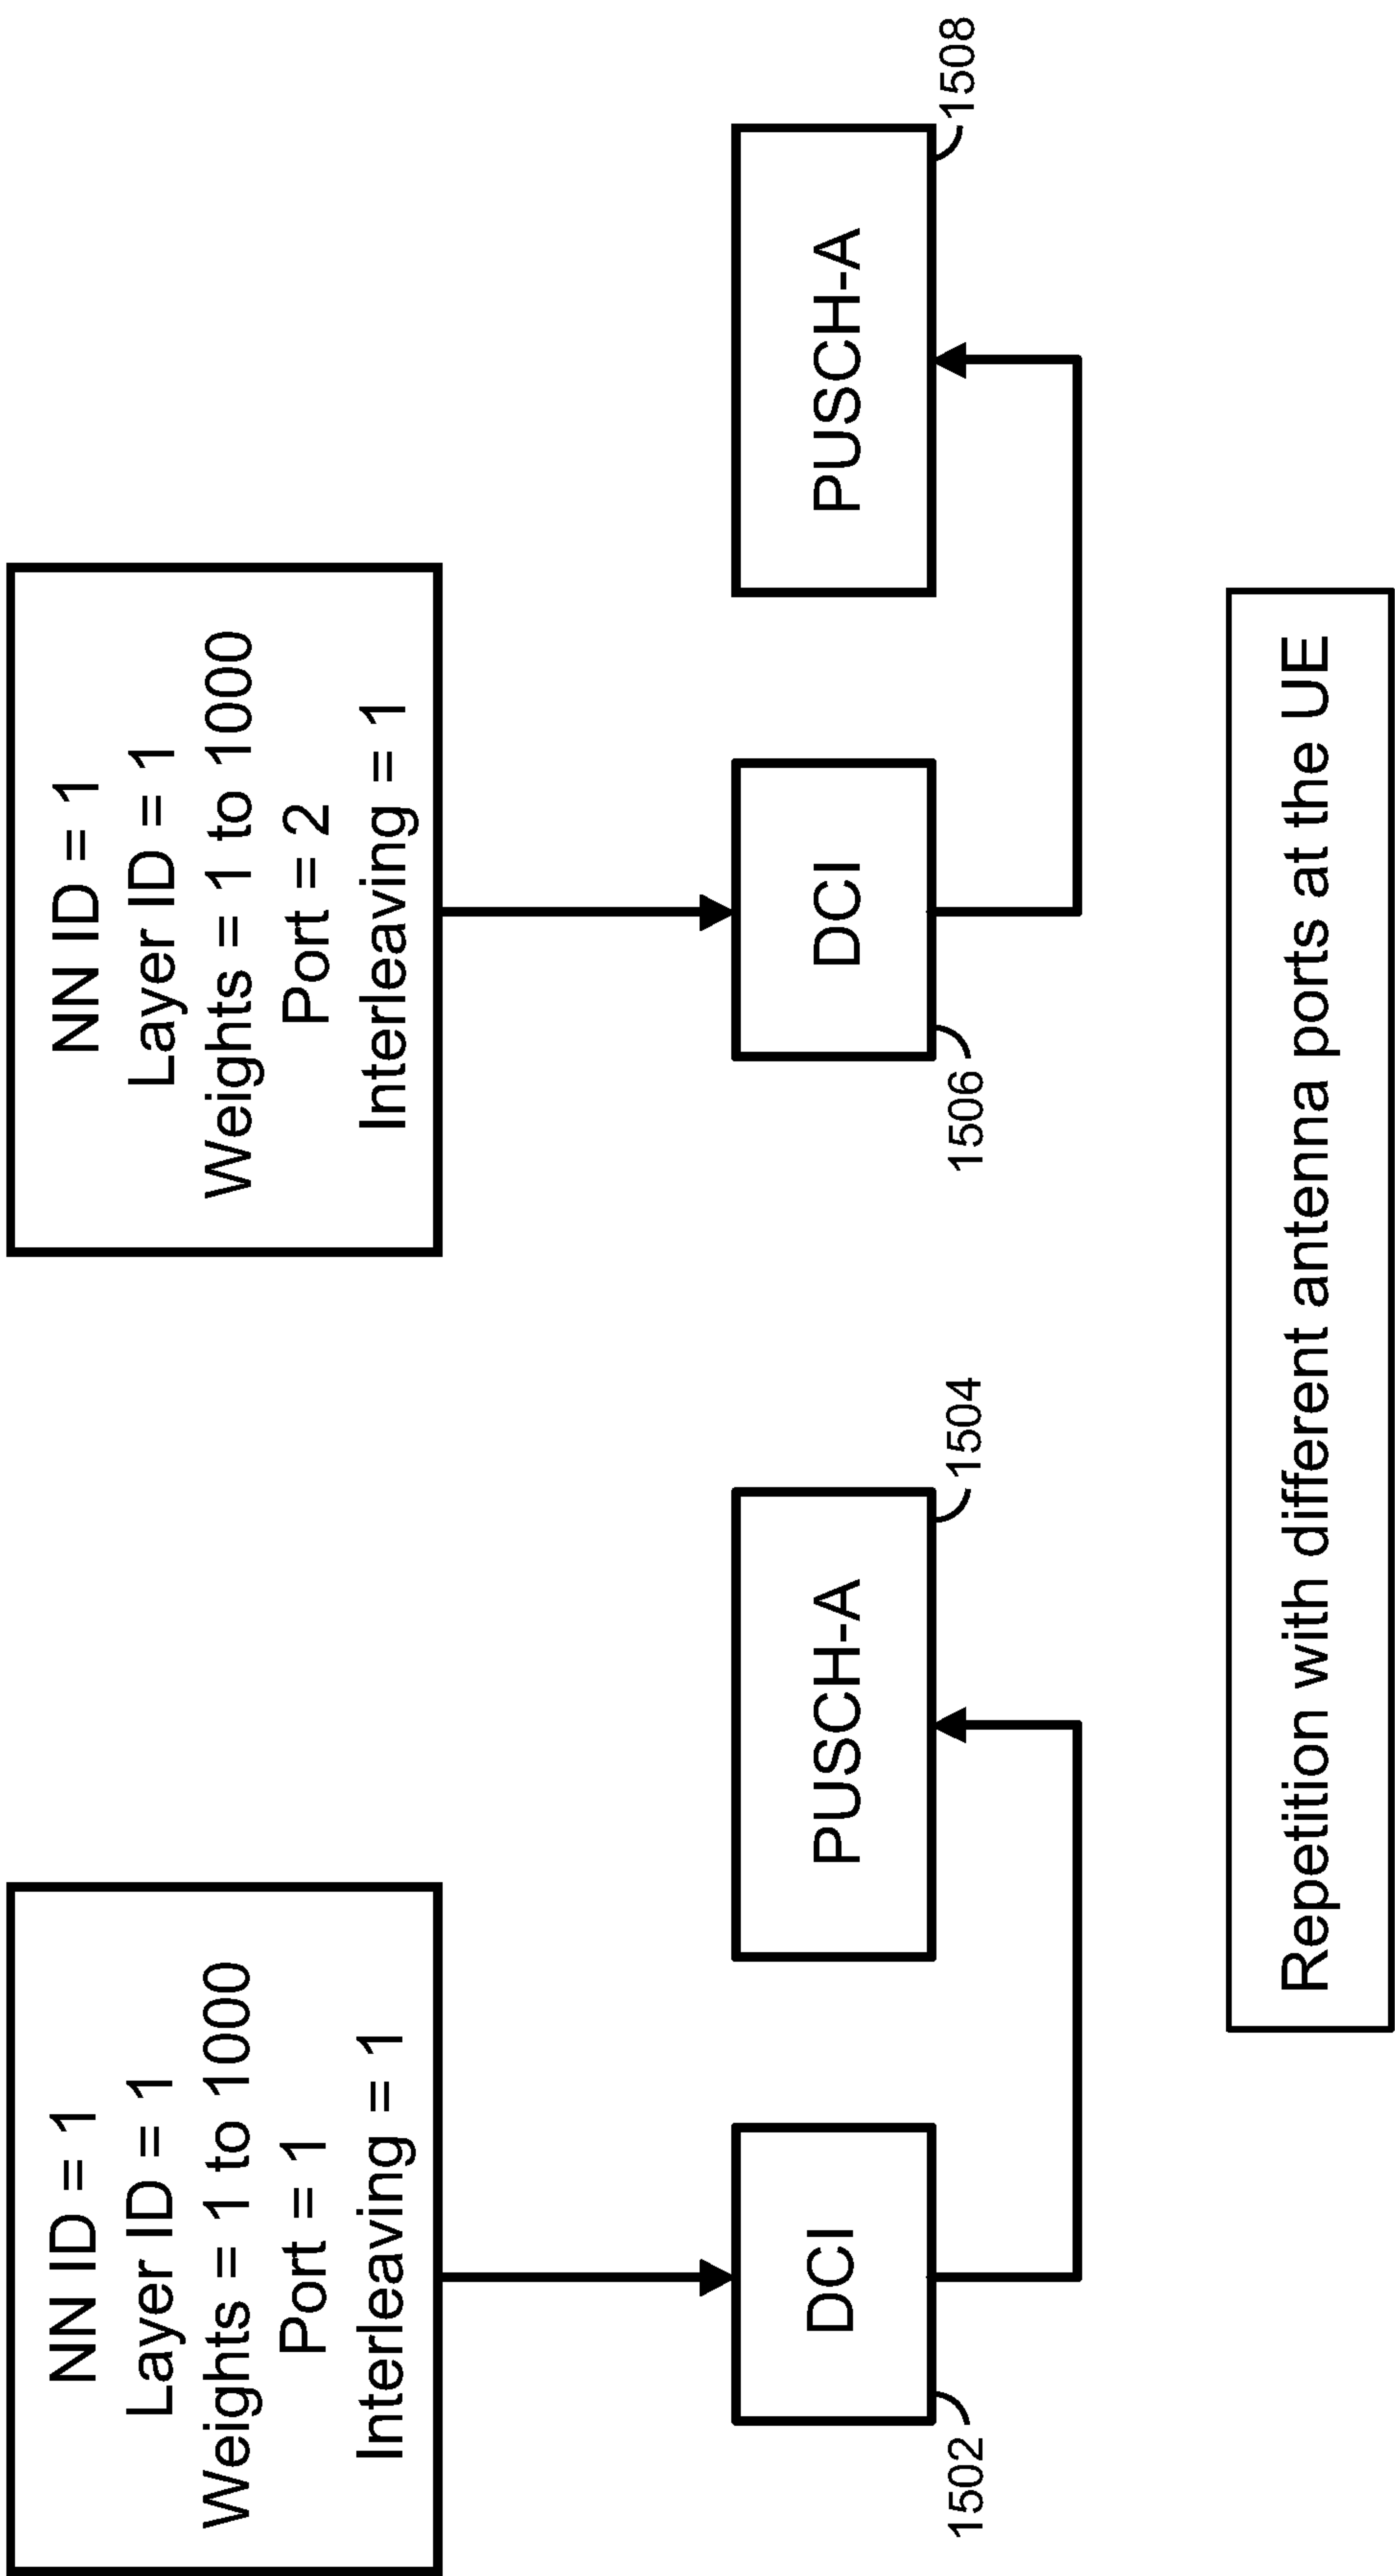 NN ID = 1
Layer ID = 1
Weights = 1 to 1000
Port = 1
Interleaving = 1
NN ID = 1
Layer ID = 1
Weights = 1 to 1000
Port = 2
Interleaving = 1
DCI
1502
PUSCH-A
1504
DCI
1506
PUSCH-A
1508
Repetition with different antenna ports at the UE